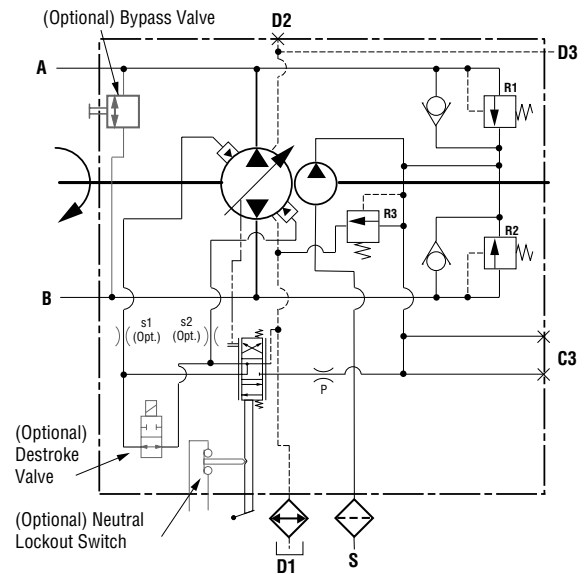 (Optional) Bypass Valve
D2
D3
A
R1
R3
R2
B
s1
(Opt.)
s2
(Opt.)
C3
P
(Optional)
Destroke
Valve
(Optional) Neutral
Lockout Switch
D1
S